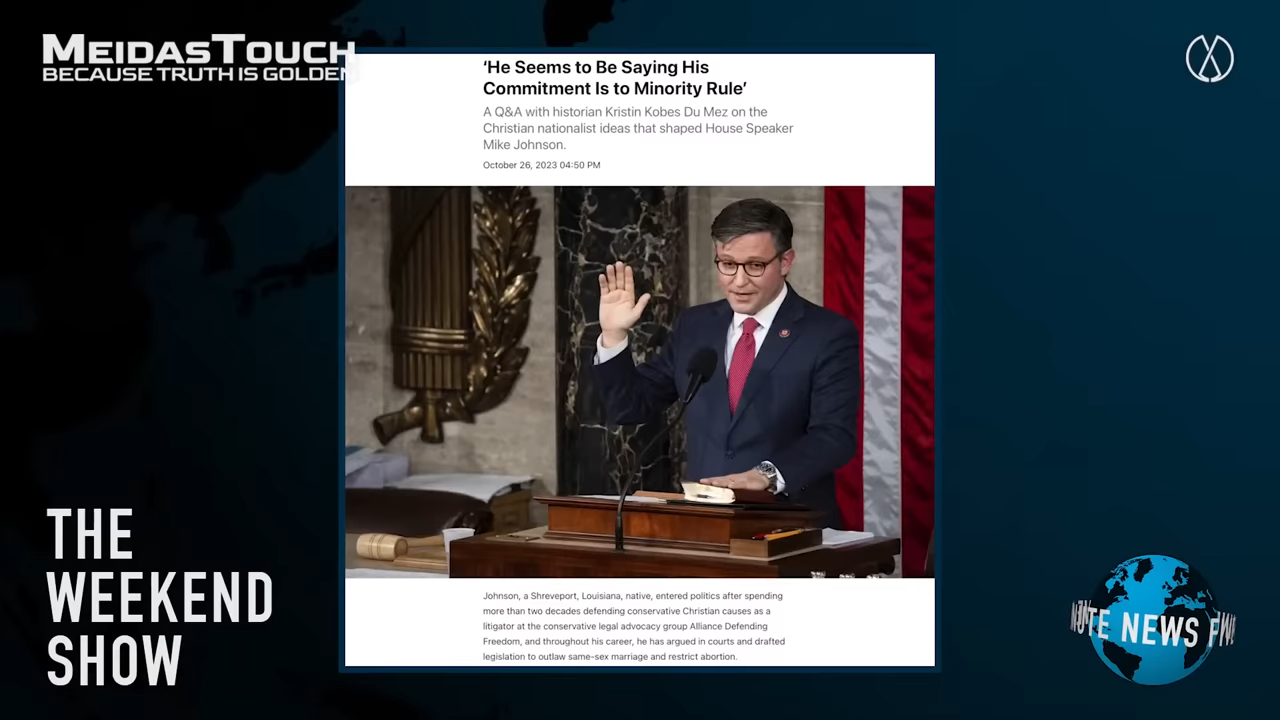 MEIDASTOUCH
BECAUSE TRUTH IS GOLDEN
'He Seems to Be Saying His
Commitment Is to Minority Rule'
A Q&A with historian Kristin Kobes Du Mez on the
Christian nationalist ideas that shaped House Speaker
Mike Johnson.
October 26, 2023 04:50 PM
Johnson, a Shreveport, Louisiana, native, entered politics after spending
more than two decades defending conservative Christian causes as a
litigator at the conservative legal advocacy group Alliance Defending
Freedom, and throughout his career, he has argued in courts and drafted
legislation to outlaw same-sex marriage and restrict abortion.
THE
WEEKEND
SHOW
NEWS